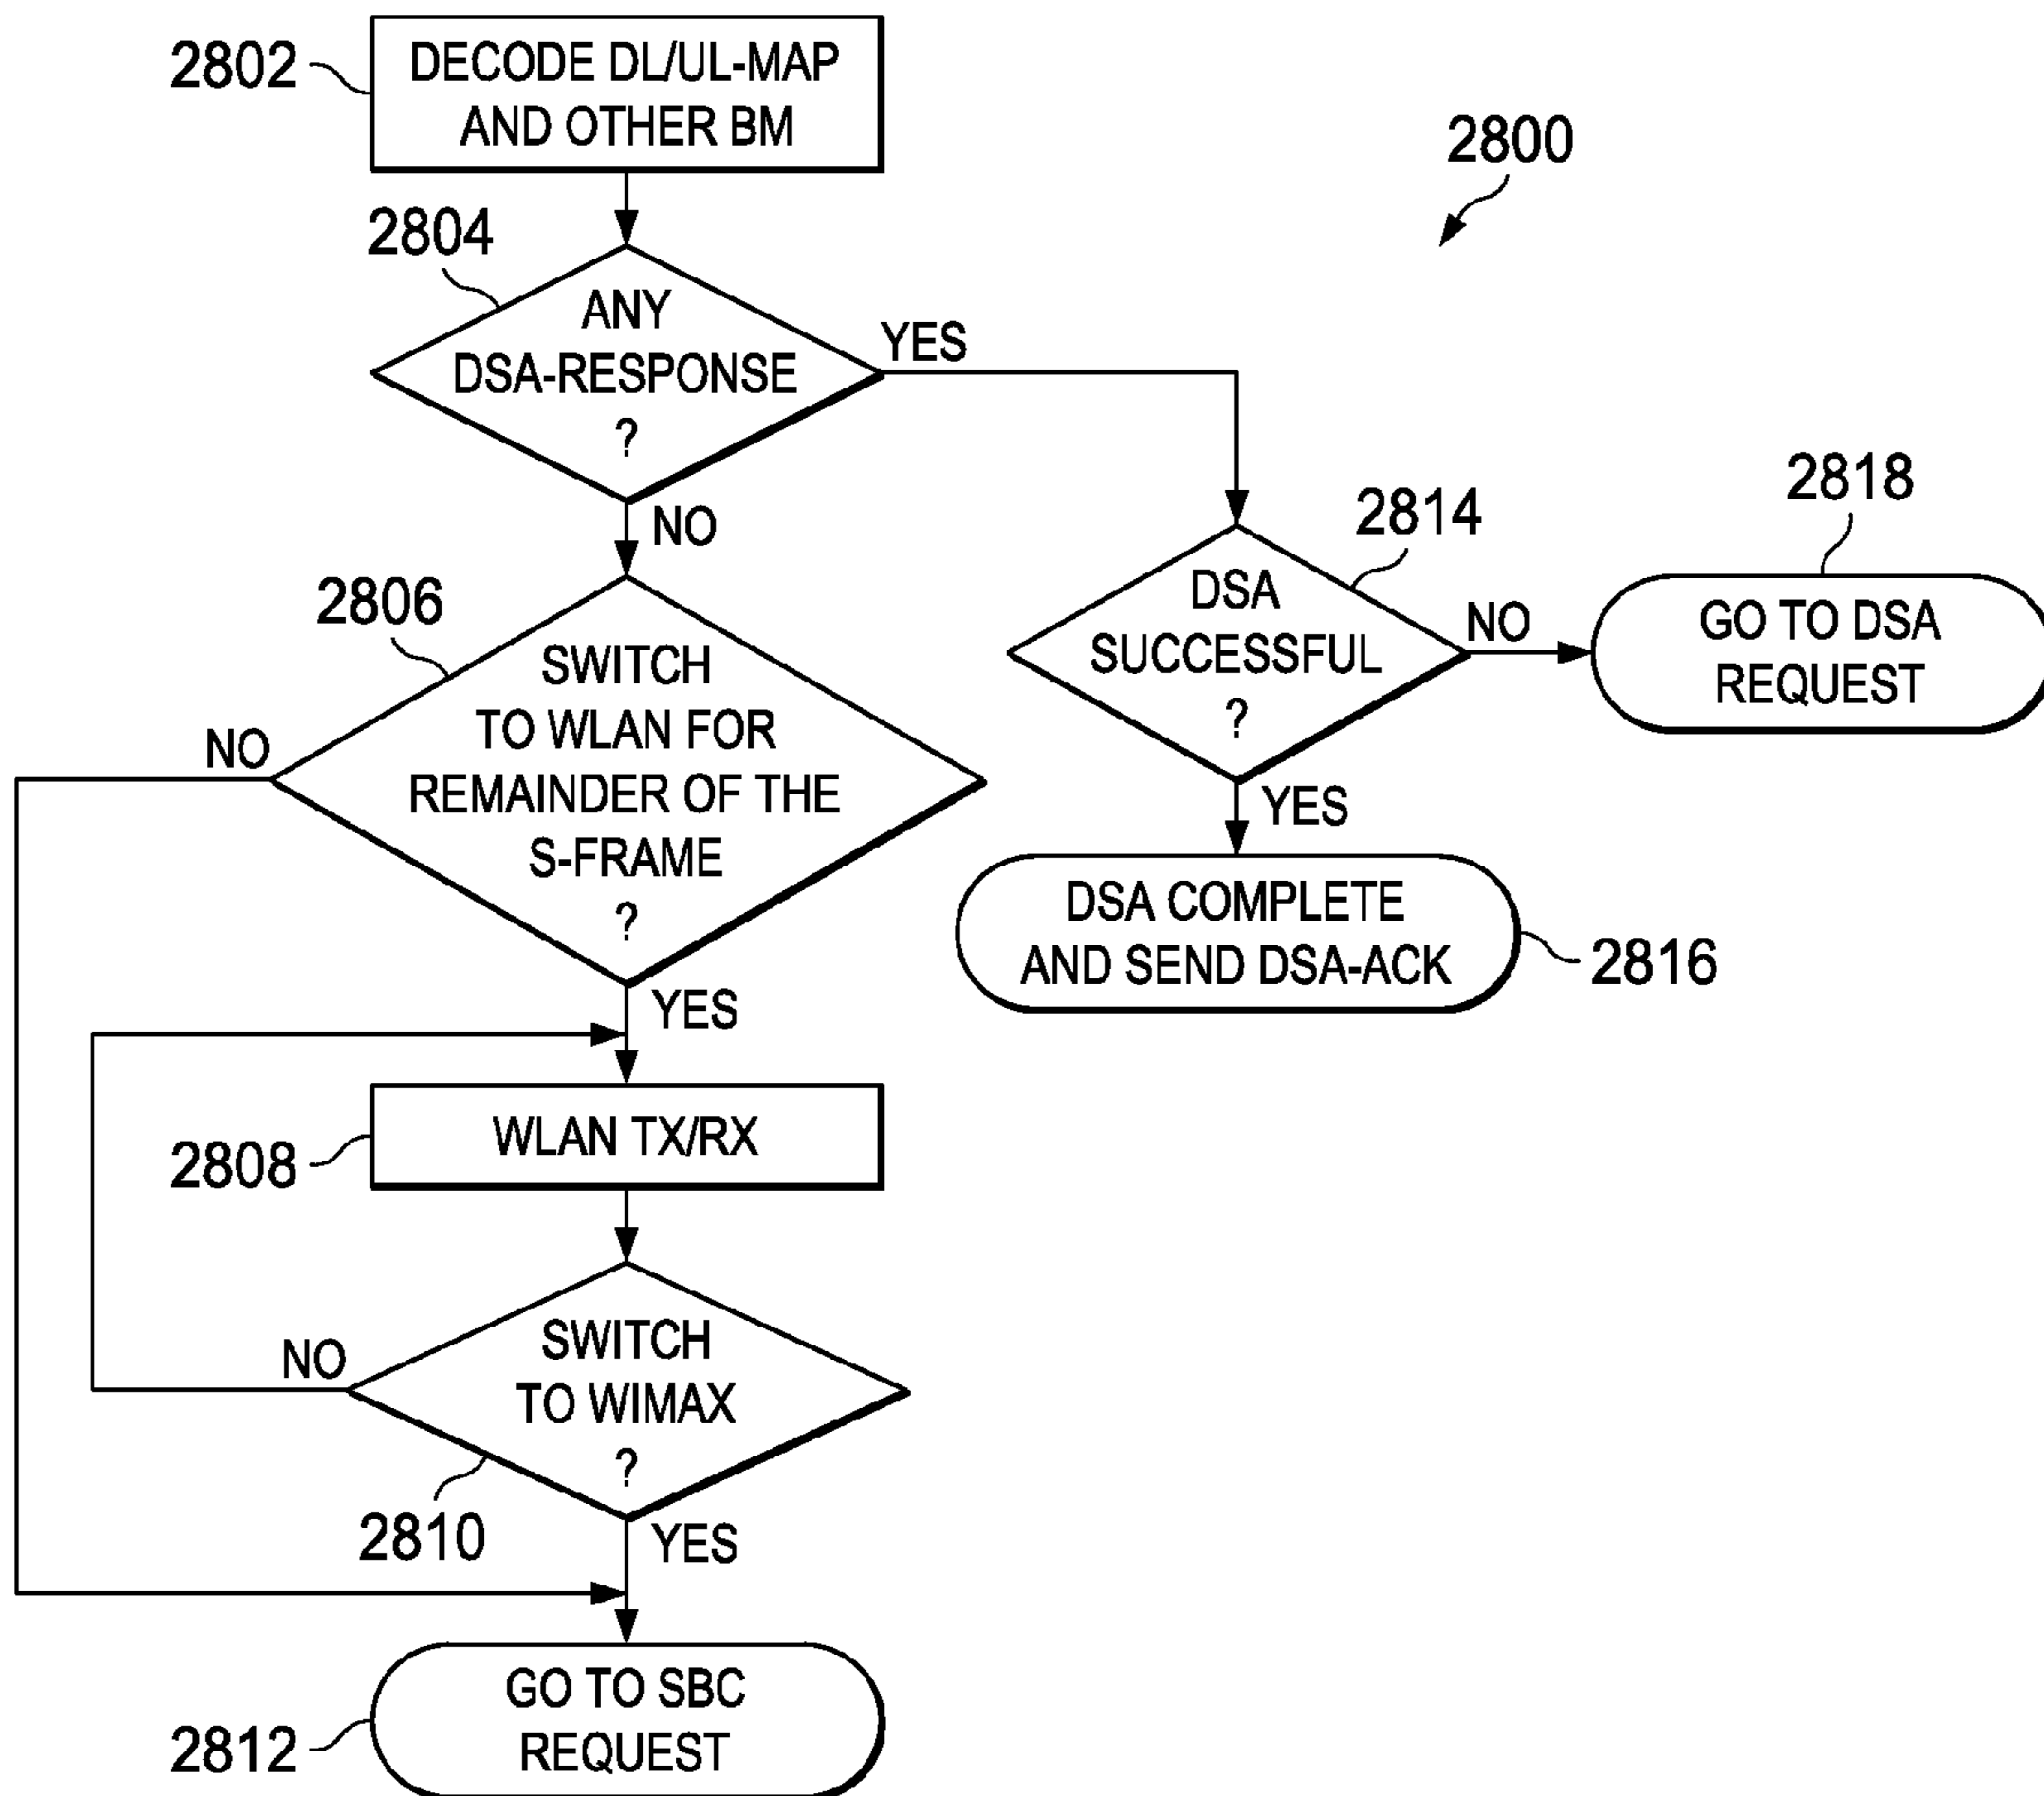 2802
DECODE DL/UL-MAP
AND OTHER BM
2800
2804
ANY
DSA-RESPONSE
?
YES
NO
2814
2818
DSA
SUCCESSFUL
?
NO
GO TO DSA
REQUEST
YES
DSA COMPLETE
AND SEND DSA-ACK
2816
2806
SWITCH
TO WLAN FOR
REMAINDER OF THE
S-FRAME
?
NO
YES
2808
WLAN TX/RX
SWITCH
TO WIMAX
?
NO
2810
YES
2812
GO TO SBC
REQUEST